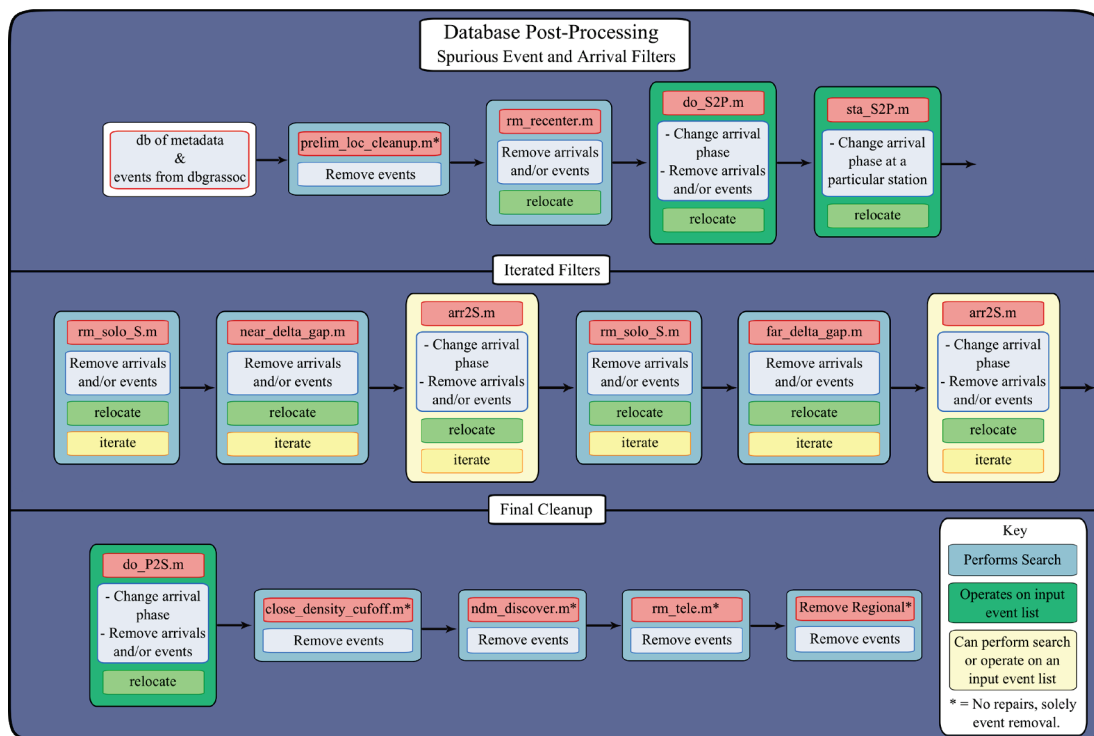 Database Post-Processing
Spurious Event and Arrival Filters
db of metadata
&
events from dbgrassoc
prelim_loc_cleanup.m*
Remove events
rm_recenter.m
Remove arrivals
and/or events
relocate
do_S2P.m
- Change arrival
phase
- Remove arrivals
and/or events
relocate
sta_S2P.m
- Change arrival
phase at a
particular station
relocate
Iterated Filters
rm_solo_S.m
Remove arrivals
and/or events
relocate
iterate
near_delta_gap.m
Remove arrivals
and/or events
relocate
iterate
arr2S.m
- Change arrival
phase
- Remove arrivals
and/or events
relocate
iterate
rm_solo_S.m
Remove arrivals
and/or events
relocate
iterate
far_delta_gap.m
Remove arrivals
and/or events
relocate
iterate
arr2S.m
- Change arrival
phase
- Remove arrivals
and/or events
relocate
iterate
Final Cleanup
do_P2S.m
- Change arrival
phase
- Remove arrivals
and/or events
relocate
close_density_cufoff.m*
Remove events
ndm_discover.m*
Remove events
rm_tele.m*
Remove events
Remove Regional*
Remove events
Key
Performs Search
Operates on input
event list
Can perform search
or operate on an
input event list
* = No repairs, solely
event removal.